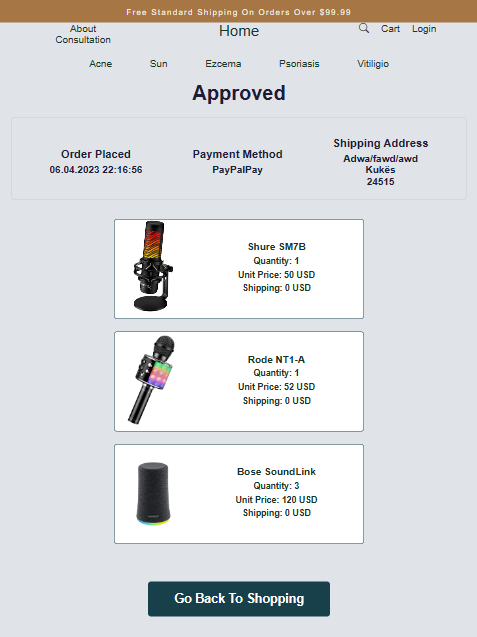 Free Standard Shipping On Orders Over $99.99
About
Consultation
Home
Cart
Login
Acne
Sun
Ezcema
Psoriasis
Vitiligio
Approved
Order Placed
06.04.2023 22:16:56
Payment Method
PayPalPay
Shipping Address
Adwa/fawd/awd
Kukës
24515
Shure SM7B
Quantity: 1
Unit Price: 50 USD
Shipping: 0 USD
Rode NT1-A
Quantity: 1
Unit Price: 52 USD
Shipping: 0 USD
Bose SoundLink
Quantity: 3
Unit Price: 120 USD
Shipping: 0 USD
Go Back To Shopping